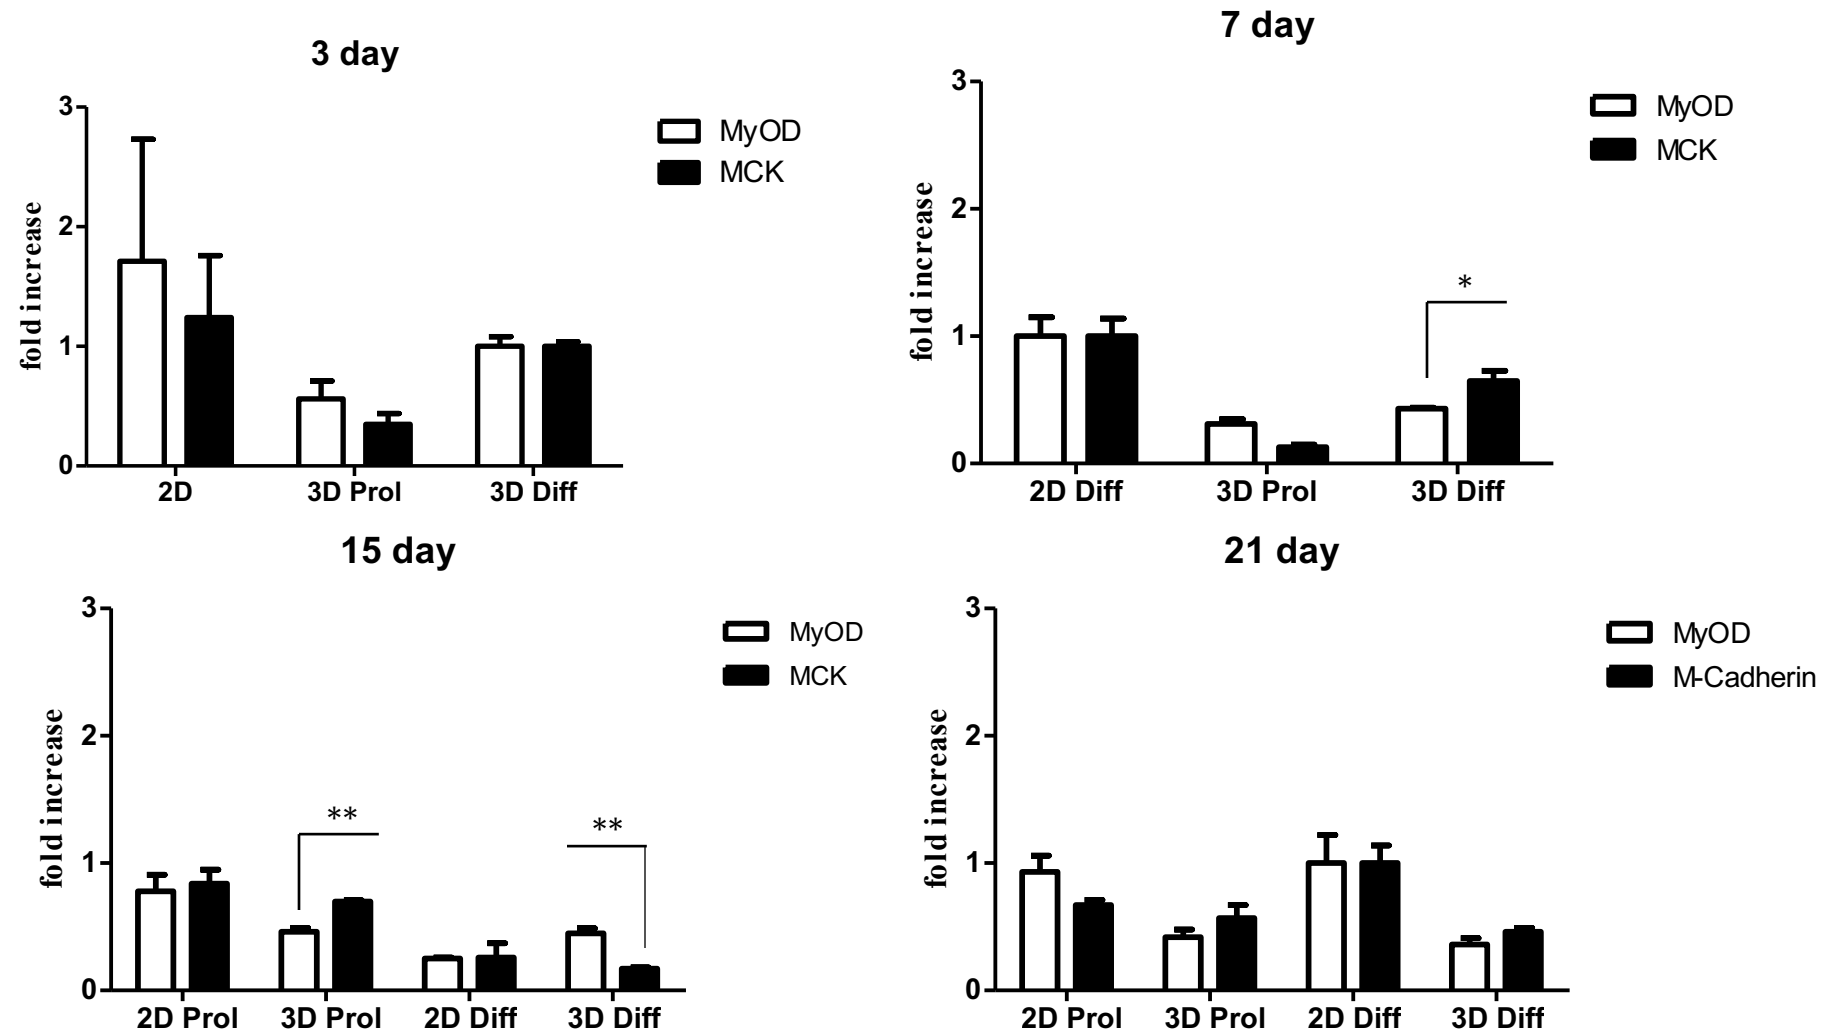 3 day
3
2
1
0
fold increase
MyOD
MCK
2D
3D Prol
3D Diff
7 day
3
2
1
0
fold increase
*
MyOD
MCK
2D Diff
3D Prol
3D Diff
15 day
3
2
1
0
fold increase
**
**
MyOD
MCK
2D Prol
3D Prol
2D Diff
3D Diff
21 day
3
2
1
0
fold increase
MyOD
M-Cadherin
2D Prol
3D Prol
2D Diff
3D Diff